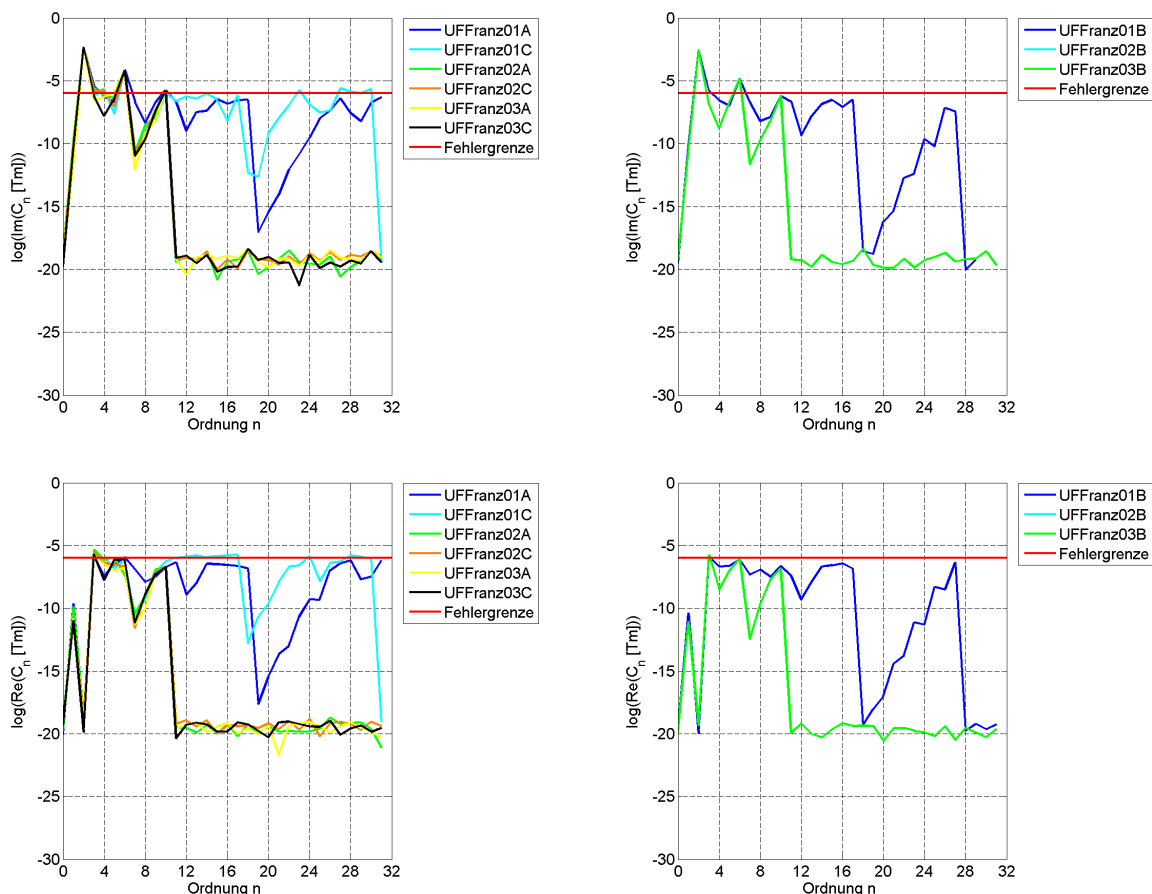 0
-5
-10
-15
-20
-25
-30
log(Im(C_n [Tm]))
0 4 8 12 16 20 24 28 32
Ordnung n
UFFranz01A
UFFranz01C
UFFranz02A
UFFranz02C
UFFranz03A
UFFranz03C
Fehlergrenze
0
-5
-10
-15
-20
-25
-30
log(Im(C_n [Tm]))
0 4 8 12 16 20 24 28 32
Ordnung n
UFFranz01B
UFFranz02B
UFFranz03B
Fehlergrenze
0
-5
-10
-15
-20
-25
-30
log(Re(C_n [Tm]))
0 4 8 12 16 20 24 28 32
Ordnung n
UFFranz01A
UFFranz01C
UFFranz02A
UFFranz02C
UFFranz03A
UFFranz03C
Fehlergrenze
0
-5
-10
-15
-20
-25
-30
log(Re(C_n [Tm]))
0 4 8 12 16 20 24 28 32
Ordnung n
UFFranz01B
UFFranz02B
UFFranz03B
Fehlergrenze